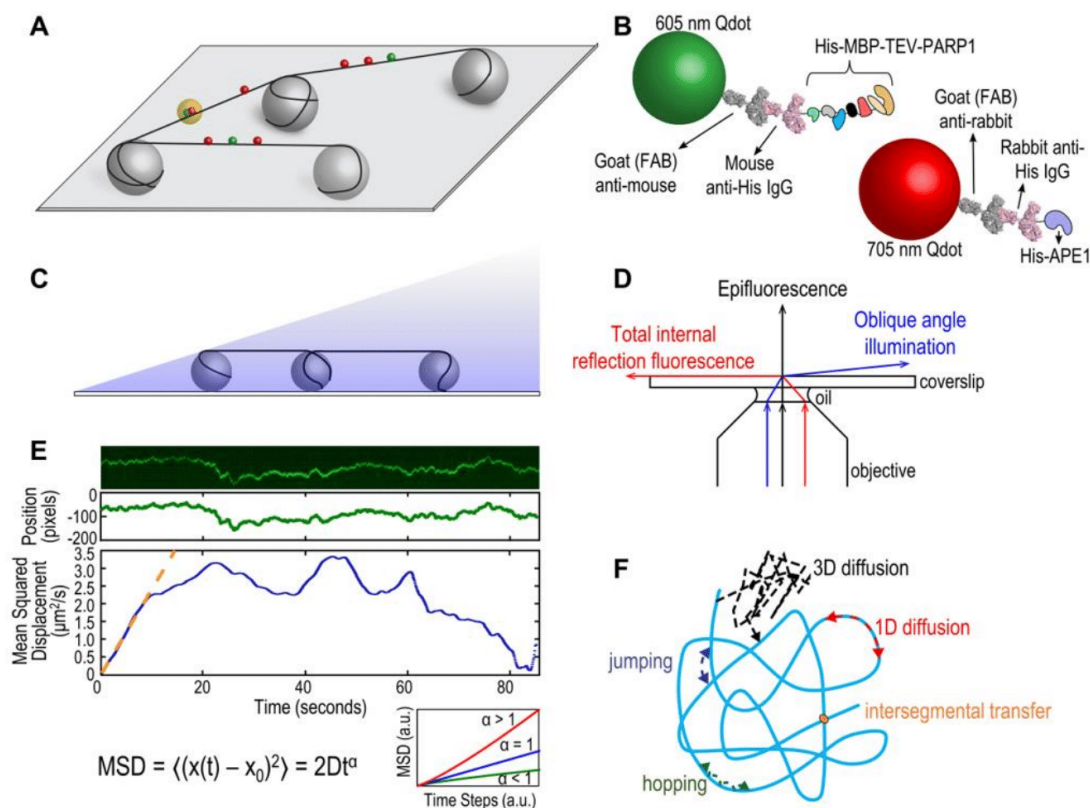 A
B
605 nm Qdot
His-MBP-TEV-PARP1
Goat (FAB)
anti-rabbit
Rabbit anti-
His IgG
Goat (FAB)
anti-mouse
Mouse
anti-His IgG
705 nm Qdot
His-APE1
C
D
Epifluorescence
Total internal
reflection fluorescence
Oblique angle
illumination
coverslip
oil
objective
E
Position
(pixels)
0
-100
-200
Mean Squared
Displacement
(µm²/s)
3.5
3.0
2.5
2.0
1.5
1.0
0.5
0
0
20
40
60
80
Time (seconds)
MSD = ⟨(x(t) − x₀)²⟩ = 2Dtᵅ
MSD (a.u.)
α > 1
α = 1
α < 1
Time Steps (a.u.)
F
3D diffusion
1D diffusion
jumping
intersegmental transfer
hopping